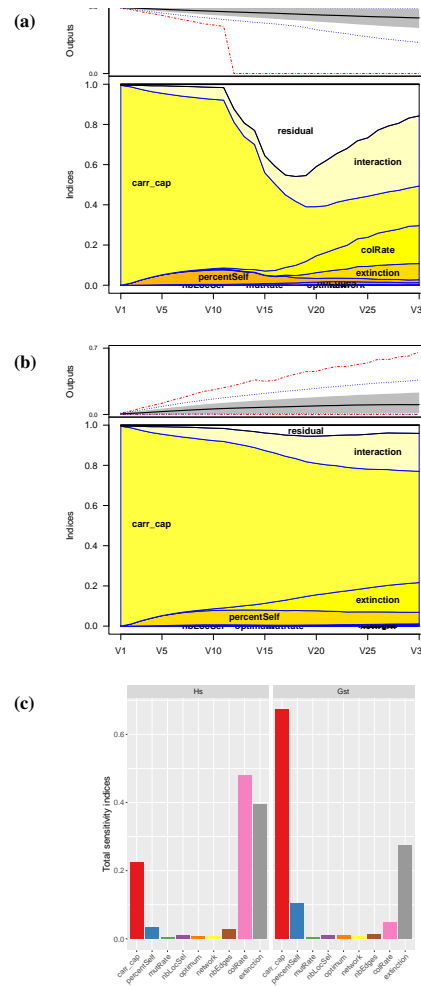 (a)
Outputs
0.0
1.0
0.8
0.6
0.4
0.2
0.0
Indices
residual
interaction
carr_cap
colRate
extinction
percentSelf
nbLocSel
mutRate
V1 V5 V10 V15 V20 V25 V3
(b)
0.7
Outputs
0.0
1.0
0.8
0.6
0.4
0.2
0.0
Indices
residual
interaction
carr_cap
extinction
percentSelf
nbLocSel
V1 V5 V10 V15 V20 V25 V3
(c)
Hs Gst
Total sensitivity indices
0.6
0.4
0.2
0.0
carr_cap percentSelf mutRate nbLocSel optimum network nbEdges colRate extinction carr_cap percentSelf mutRate nbLocSel optimum network nbEdges colRate extinction